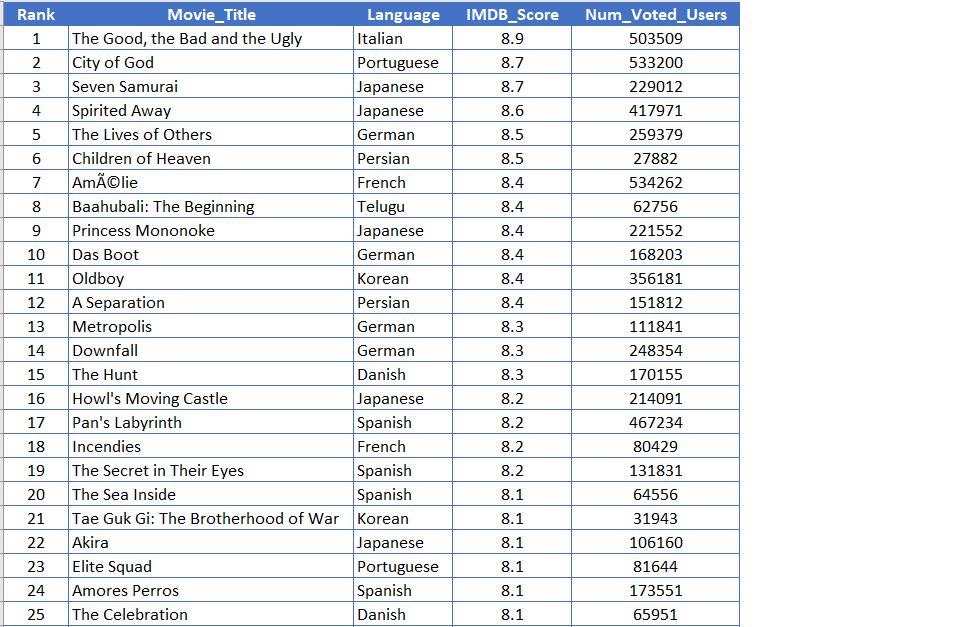 Rank Movie_Title Language IMDB_Score Num_Voted_Users
1 The Good, the Bad and the Ugly Italian 8.9 503509
2 City of God Portuguese 8.7 533200
3 Seven Samurai Japanese 8.7 229012
4 Spirited Away Japanese 8.6 417971
5 The Lives of Others German 8.5 259379
6 Children of Heaven Persian 8.5 27882
7 AmÃ©lie French 8.4 534262
8 Baahubali: The Beginning Telugu 8.4 62756
9 Princess Mononoke Japanese 8.4 221552
10 Das Boot German 8.4 168203
11 Oldboy Korean 8.4 356181
12 A Separation Persian 8.4 151812
13 Metropolis German 8.3 111841
14 Downfall German 8.3 248354
15 The Hunt Danish 8.3 170155
16 Howl's Moving Castle Japanese 8.2 214091
17 Pan's Labyrinth Spanish 8.2 467234
18 Incendies French 8.2 80429
19 The Secret in Their Eyes Spanish 8.2 131831
20 The Sea Inside Spanish 8.1 64556
21 Tae Guk Gi: The Brotherhood of War Korean 8.1 31943
22 Akira Japanese 8.1 106160
23 Elite Squad Portuguese 8.1 81644
24 Amores Perros Spanish 8.1 173551
25 The Celebration Danish 8.1 65951